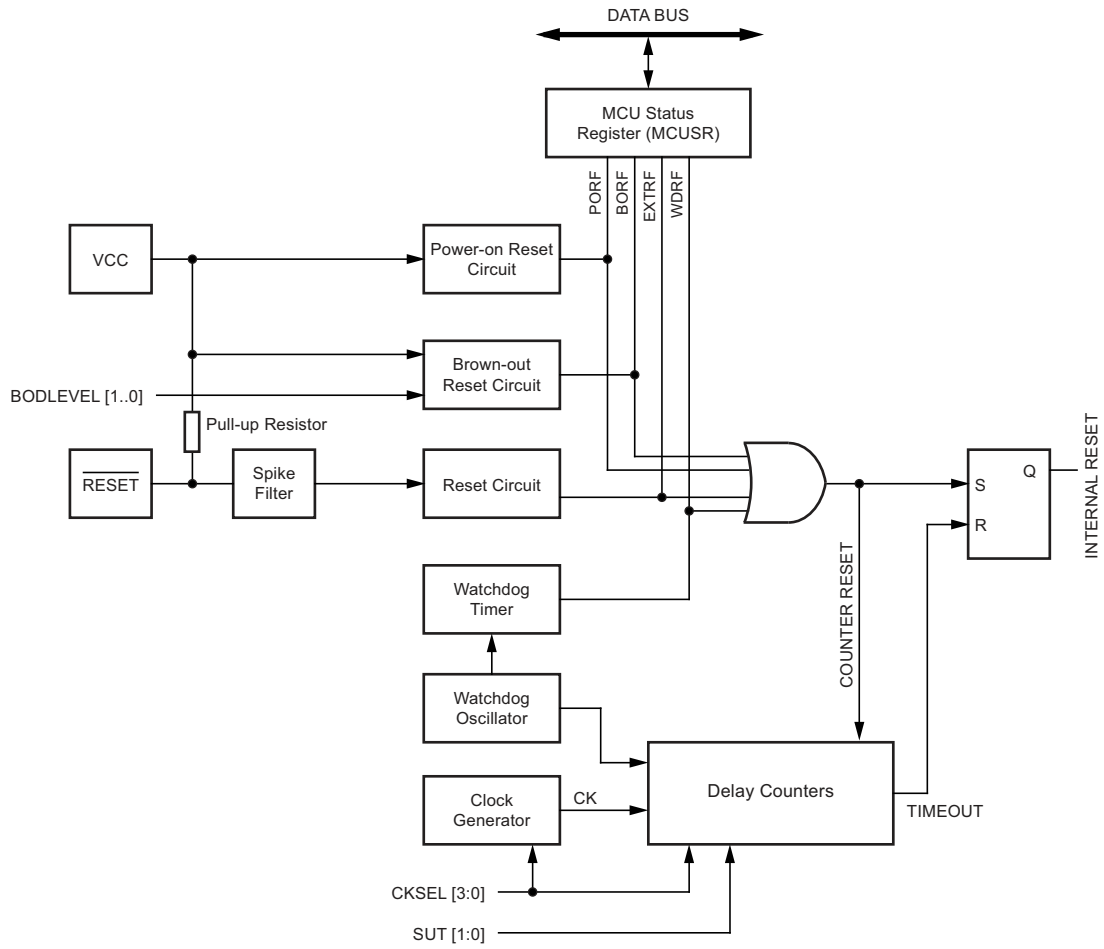 DATA BUS
MCU Status
Register (MCUSR)
PORF
BORF
EXTRF
WDRF
VCC
Power-on Reset
Circuit
Brown-out
Reset Circuit
BODLEVEL [1..0]
Pull-up Resistor
RESET
Spike
Filter
Reset Circuit
S
Q
R
INTERNAL RESET
Watchdog
Timer
COUNTER RESET
Watchdog
Oscillator
Clock
Generator
CK
Delay Counters
TIMEOUT
CKSEL [3:0]
SUT [1:0]